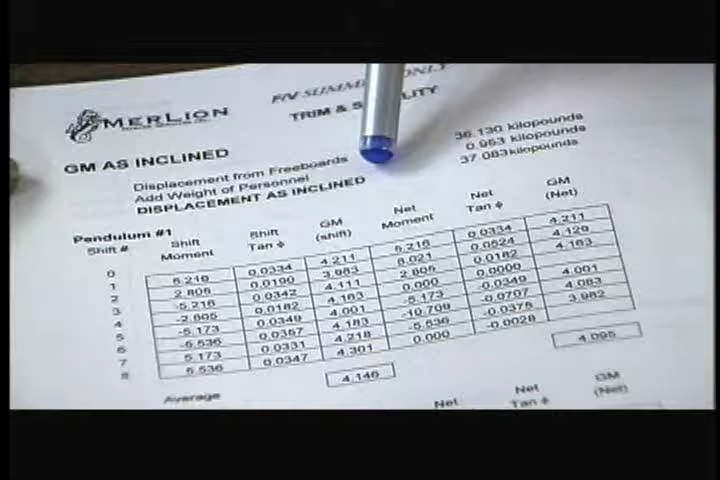 MERLION
F/V SUMM ONLY
TRIM & S LITY
GM AS INCLINED
Displacement from Freeboards 36.130 kilopounds
Add Weight of Personnel 0.953 kilopounds
DISPLACEMENT AS INCLINED 37.083 kilopounds
Pendulum #1
Shift # Shift Moment Shift Tan ϕ GM (shift) Net Moment Net Tan ϕ GM (Net)
0
1 5.216 0.0334 4.211 5.216 0.0334 4.211
2 2.805 0.0190 3.983 8.021 0.0524 4.129
3 -5.216 0.0342 4.111 2.805 0.0182 4.163
4 -2.805 0.0182 4.163 0.000 0.0000
5 -5.173 0.0349 4.001 -5.173 -0.0349 4.001
6 -5.536 0.0357 4.183 -10.709 -0.0707 4.083
7 5.173 0.0331 4.218 -5.536 -0.0376 3.982
8 5.536 0.0347 4.301 0.000 -0.0028
Average 4.146 4.095
Net Net Tan ϕ GM (Net)